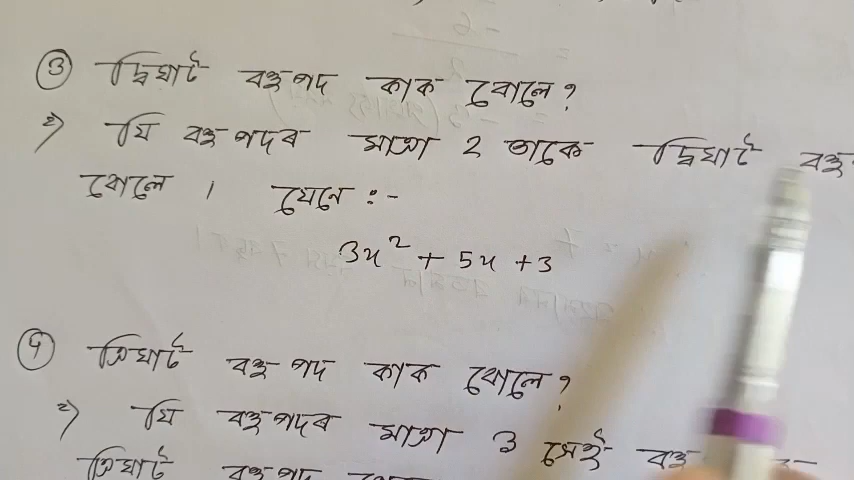 ③ দ্বিঘাট বহুপদ কাক বোলে?
=> যি বহুপদৰ মাত্ৰা 2 তাকে দ্বিঘাট বহু
বোলে । যেনে :-
3x² + 5x + 3
④ ত্ৰিঘাট বহুপদ কাক বোলে?
=> যি বহুপদৰ মাত্ৰা 3 সেই বহু
ত্ৰিঘাট বহুপদ